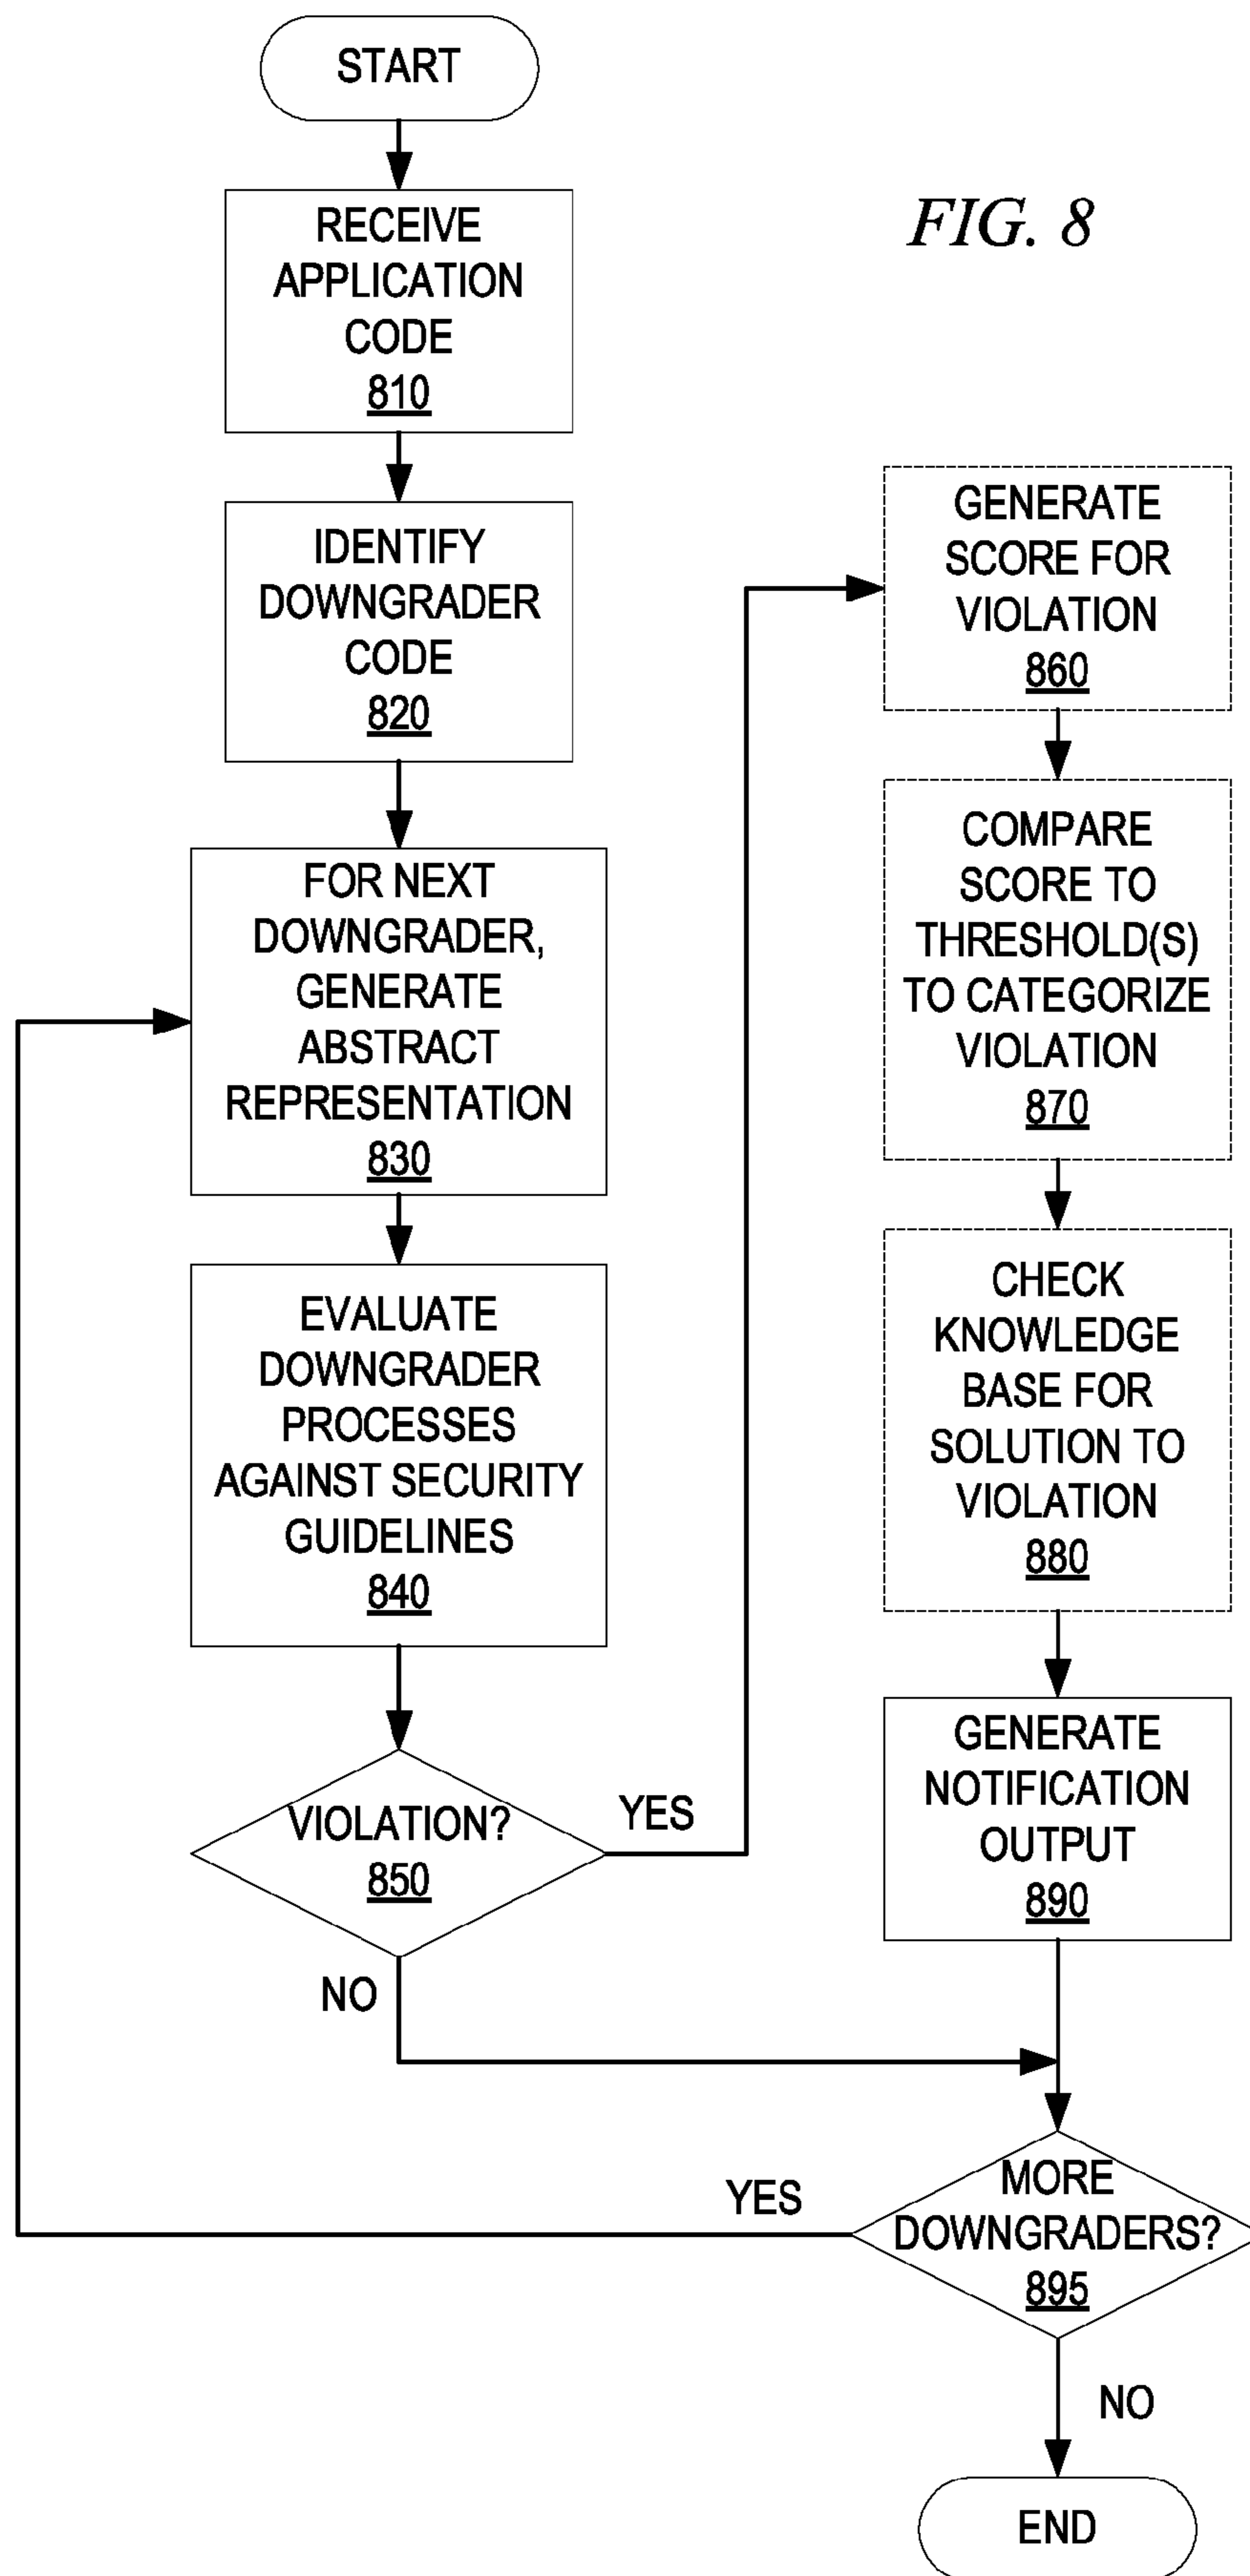 START
FIG. 8
RECEIVE
APPLICATION
CODE
810
IDENTIFY
DOWNGRADER
CODE
820
FOR NEXT
DOWNGRADER,
GENERATE
ABSTRACT
REPRESENTATION
830
EVALUATE
DOWNGRADER
PROCESSES
AGAINST SECURITY
GUIDELINES
840
VIOLATION?
850
YES
NO
GENERATE
SCORE FOR
VIOLATION
860
COMPARE
SCORE TO
THRESHOLD(S)
TO CATEGORIZE
VIOLATION
870
CHECK
KNOWLEDGE
BASE FOR
SOLUTION TO
VIOLATION
880
GENERATE
NOTIFICATION
OUTPUT
890
MORE
DOWNGRADERS?
895
YES
NO
END